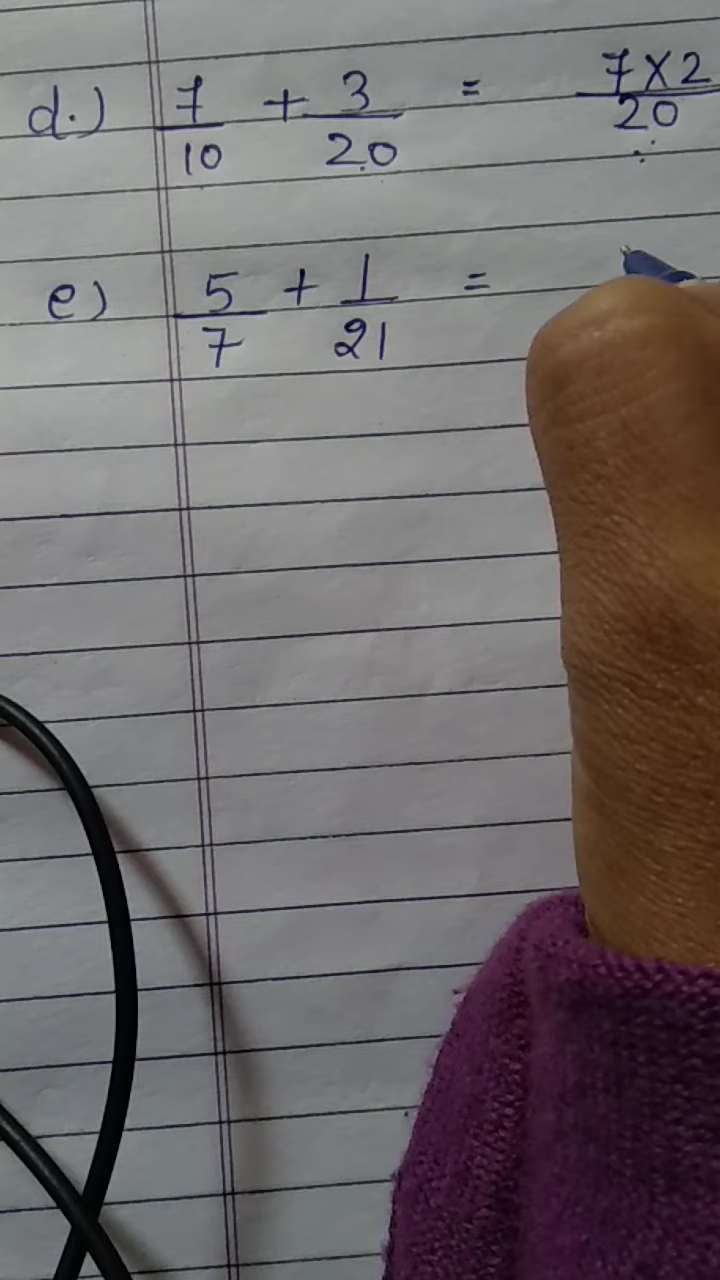 d.) 7/10 + 3/20 = 7×2/20
e) 5/7 + 1/21 =